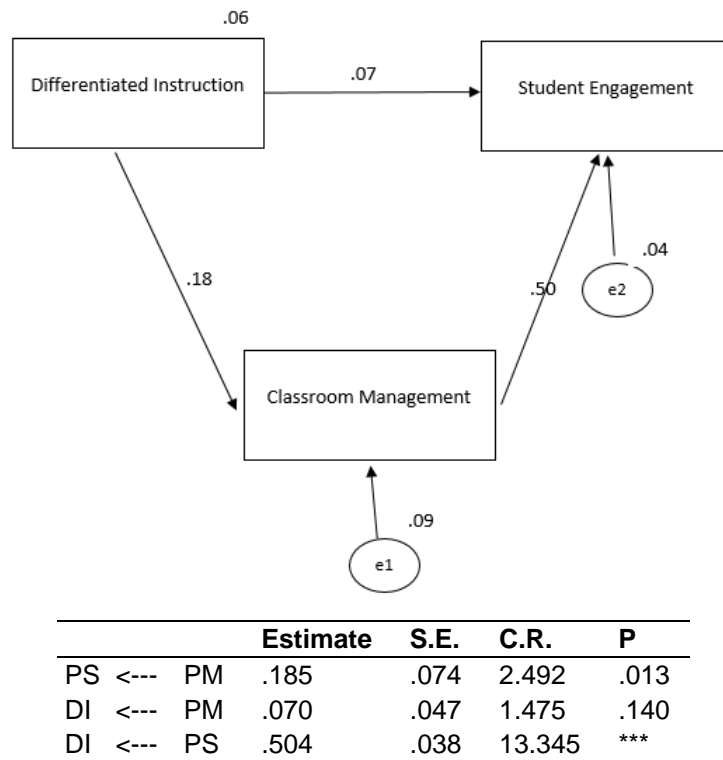 .06
Differentiated Instruction
.07
Student Engagement
.18
.50
.04
e2
Classroom Management
.09
e1
Estimate S.E. C.R. P
PS <--- PM .185 .074 2.492 .013
DI <--- PM .070 .047 1.475 .140
DI <--- PS .504 .038 13.345 ***